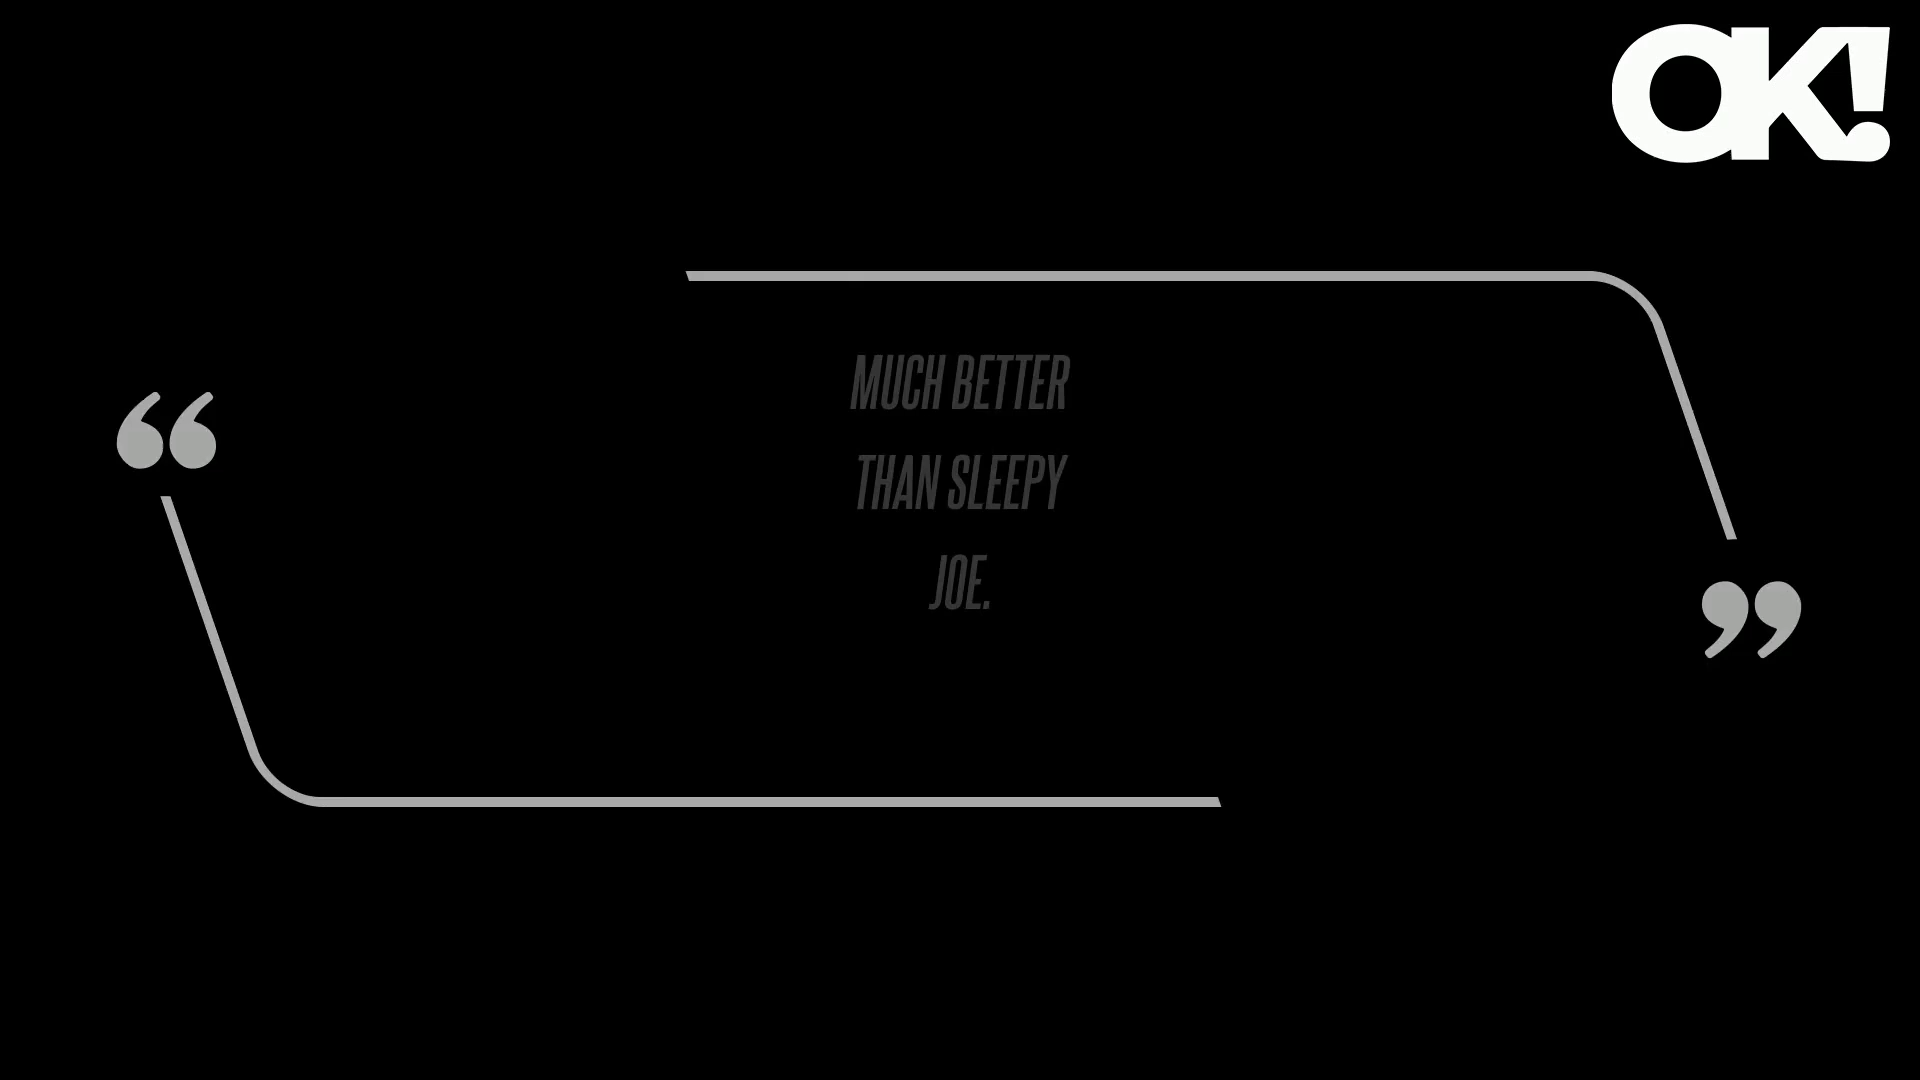 OK!
“
MUCH BETTER
THAN SLEEPY
JOE.
”